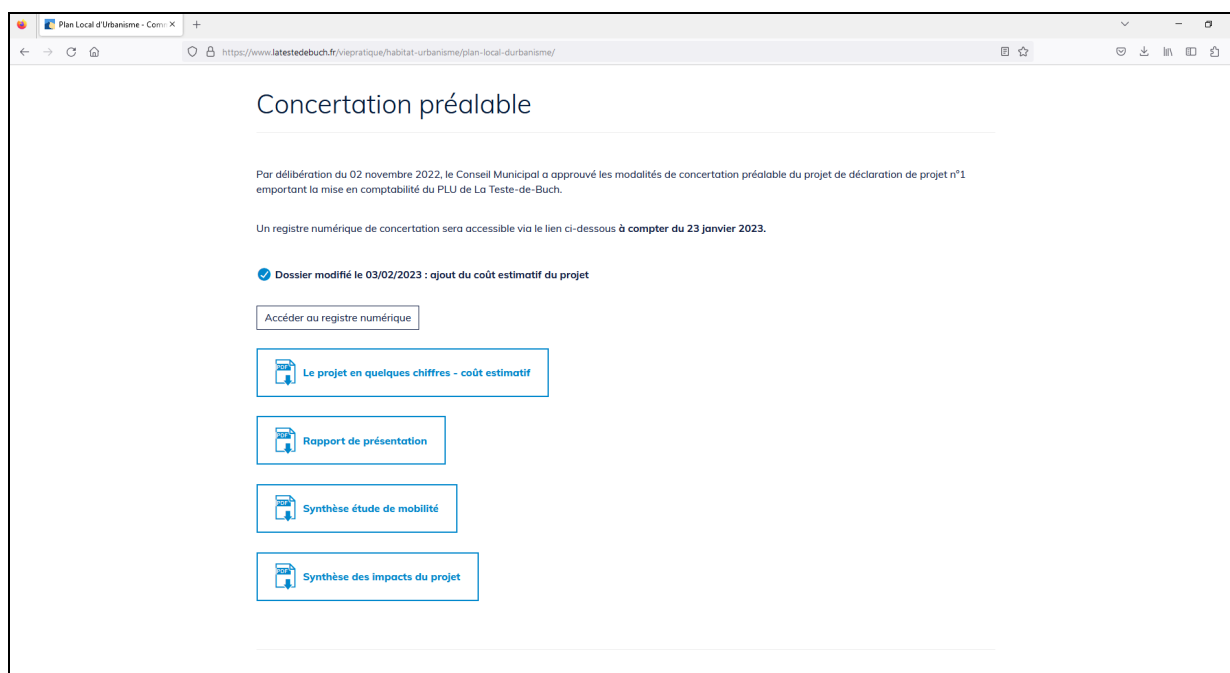 Plan Local d'Urbanisme - Comm
https://www.latestedebuch.fr/viepratique/habitat-urbanisme/plan-local-durbanisme/
Concertation préalable
Par délibération du 02 novembre 2022, le Conseil Municipal a approuvé les modalités de concertation préalable du projet de déclaration de projet n°1
emportant la mise en comptabilité du PLU de La Teste-de-Buch.
Un registre numérique de concertation sera accessible via le lien ci-dessous à compter du 23 janvier 2023.
Dossier modifié le 03/02/2023 : ajout du coût estimatif du projet
Accéder au registre numérique
PDF Le projet en quelques chiffres - coût estimatif
PDF Rapport de présentation
PDF Synthèse étude de mobilité
PDF Synthèse des impacts du projet